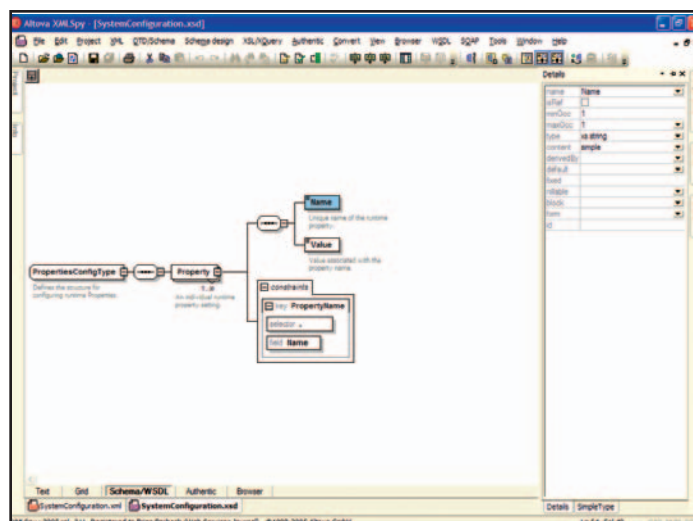 Altova XMLSpy - [SystemConfiguration.xsd]
File Edit Project XML DTD/Schema Schema design XSL/XQuery Authentic Convert View Browser WSDL SOAP Tools Window Help
Project
Info
Details
name Name
isRef
minOcc 1
maxOcc 1
type xs:string
content simple
derivedBy
default
fixed
nillable
block
form
id
Name
Unique name of the runtime
property.
Value
Value associated with the
property name.
PropertiesConfigType
Defines the structure for
configuring runtime Properties.
Property
1..∞
An individual runtime
property setting.
constraints
key PropertyName
selector .
field Name
Text Grid Schema/WSDL Authentic Browser
SystemConfiguration.xml SystemConfiguration.xsd
Details SimpleType